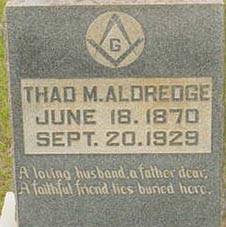 G
THAD M. ALDREDGE
JUNE 18, 1870
SEPT. 20, 1929
A loving husband, a father dear,
A faithful friend lies buried here.